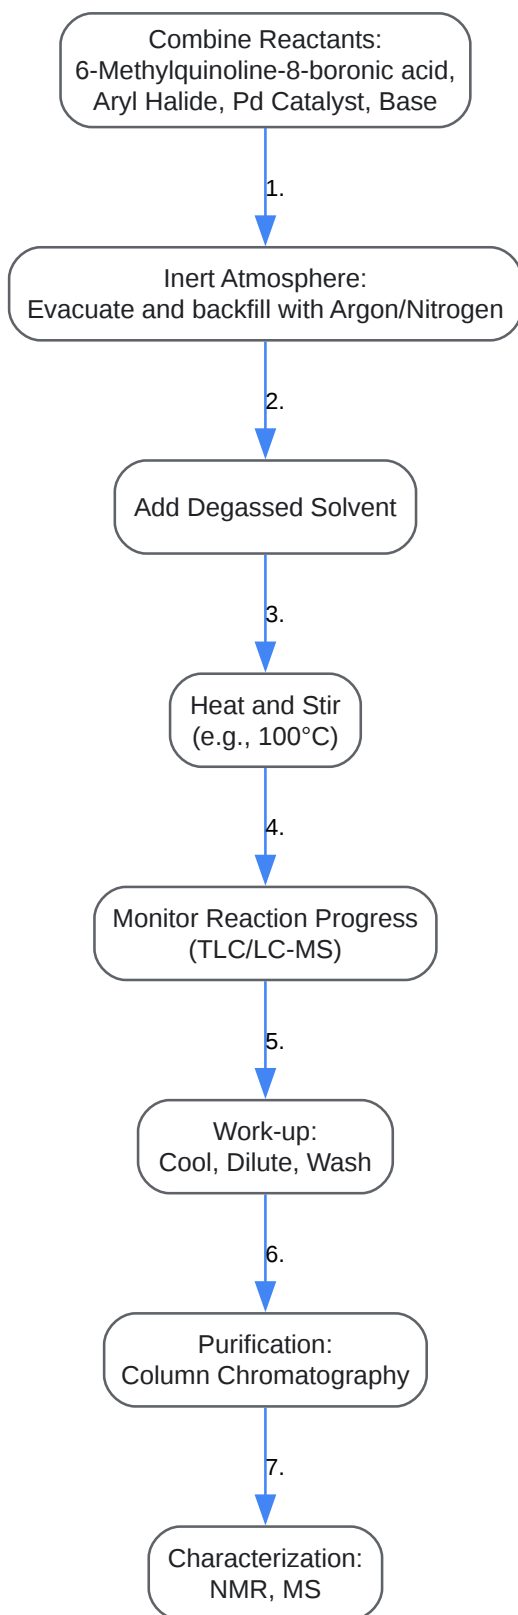 Combine Reactants:
6-Methylquinoline-8-boronic acid,
Aryl Halide, Pd Catalyst, Base
1.
Inert Atmosphere:
Evacuate and backfill with Argon/Nitrogen
2.
Add Degassed Solvent
3.
Heat and Stir
(e.g., 100°C)
4.
Monitor Reaction Progress
(TLC/LC-MS)
5.
Work-up:
Cool, Dilute, Wash
6.
Purification:
Column Chromatography
7.
Characterization:
NMR, MS